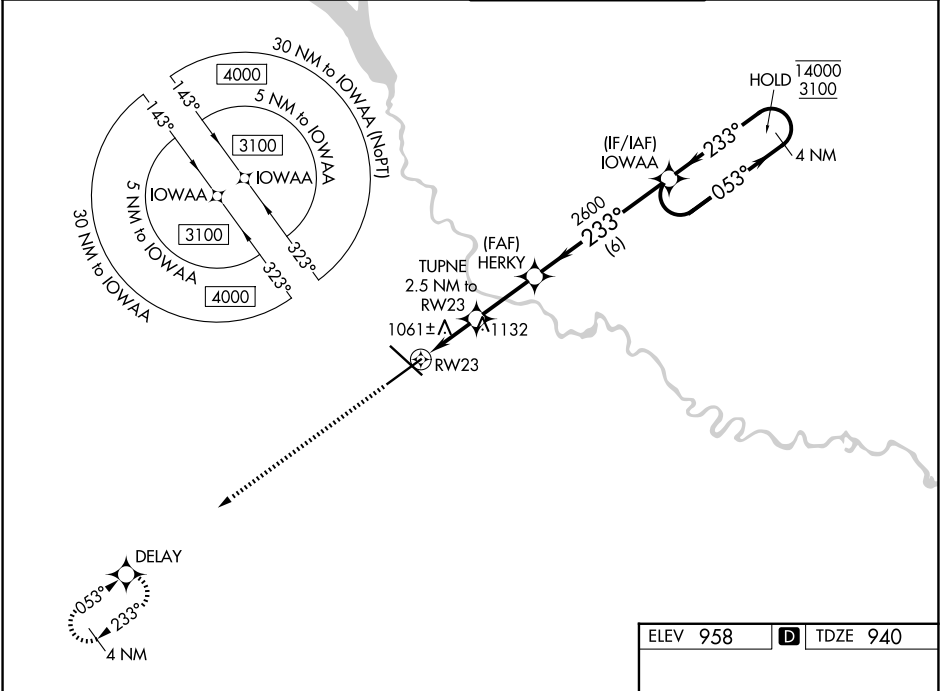 30 NM to IOWAA (NoPT)
4000
5 NM to IOWAA
143°
3100
IOWAA
323°
143°
IOWAA
5 NM to IOWAA
3100
323°
30 NM to IOWAA
4000
HOLD 14000
3100
233°
4 NM
053°
(IF/IAF)
IOWAA
2600
233°
(6)
(FAF)
HERKY
TUPNE
2.5 NM to
RW23
1061±
1132
RW23
DELAY
053°
233°
4 NM
ELEV 958 D TDZE 940